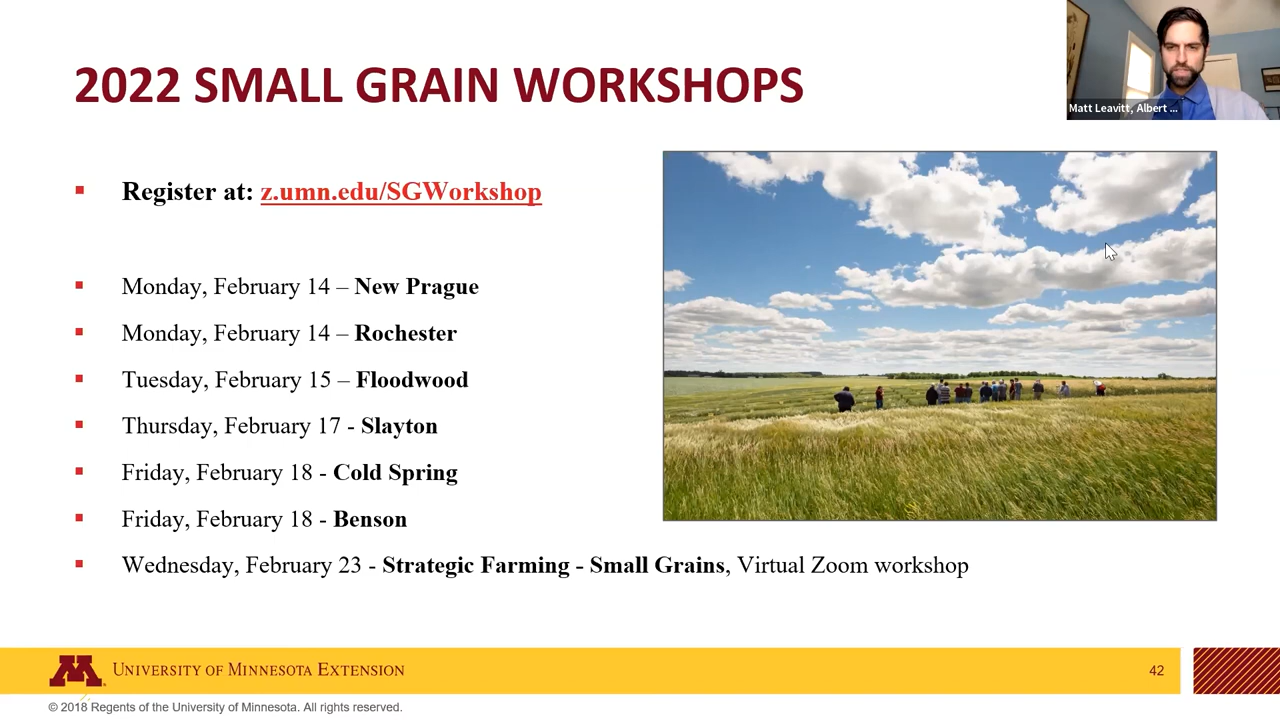 2022 SMALL GRAIN WORKSHOPS
Matt Leavitt, Albert ...
Register at: z.umn.edu/SGWorkshop
Monday, February 14 – New Prague
Monday, February 14 – Rochester
Tuesday, February 15 – Floodwood
Thursday, February 17 - Slayton
Friday, February 18 - Cold Spring
Friday, February 18 - Benson
Wednesday, February 23 - Strategic Farming - Small Grains, Virtual Zoom workshop
M UNIVERSITY OF MINNESOTA EXTENSION
42
© 2018 Regents of the University of Minnesota. All rights reserved.